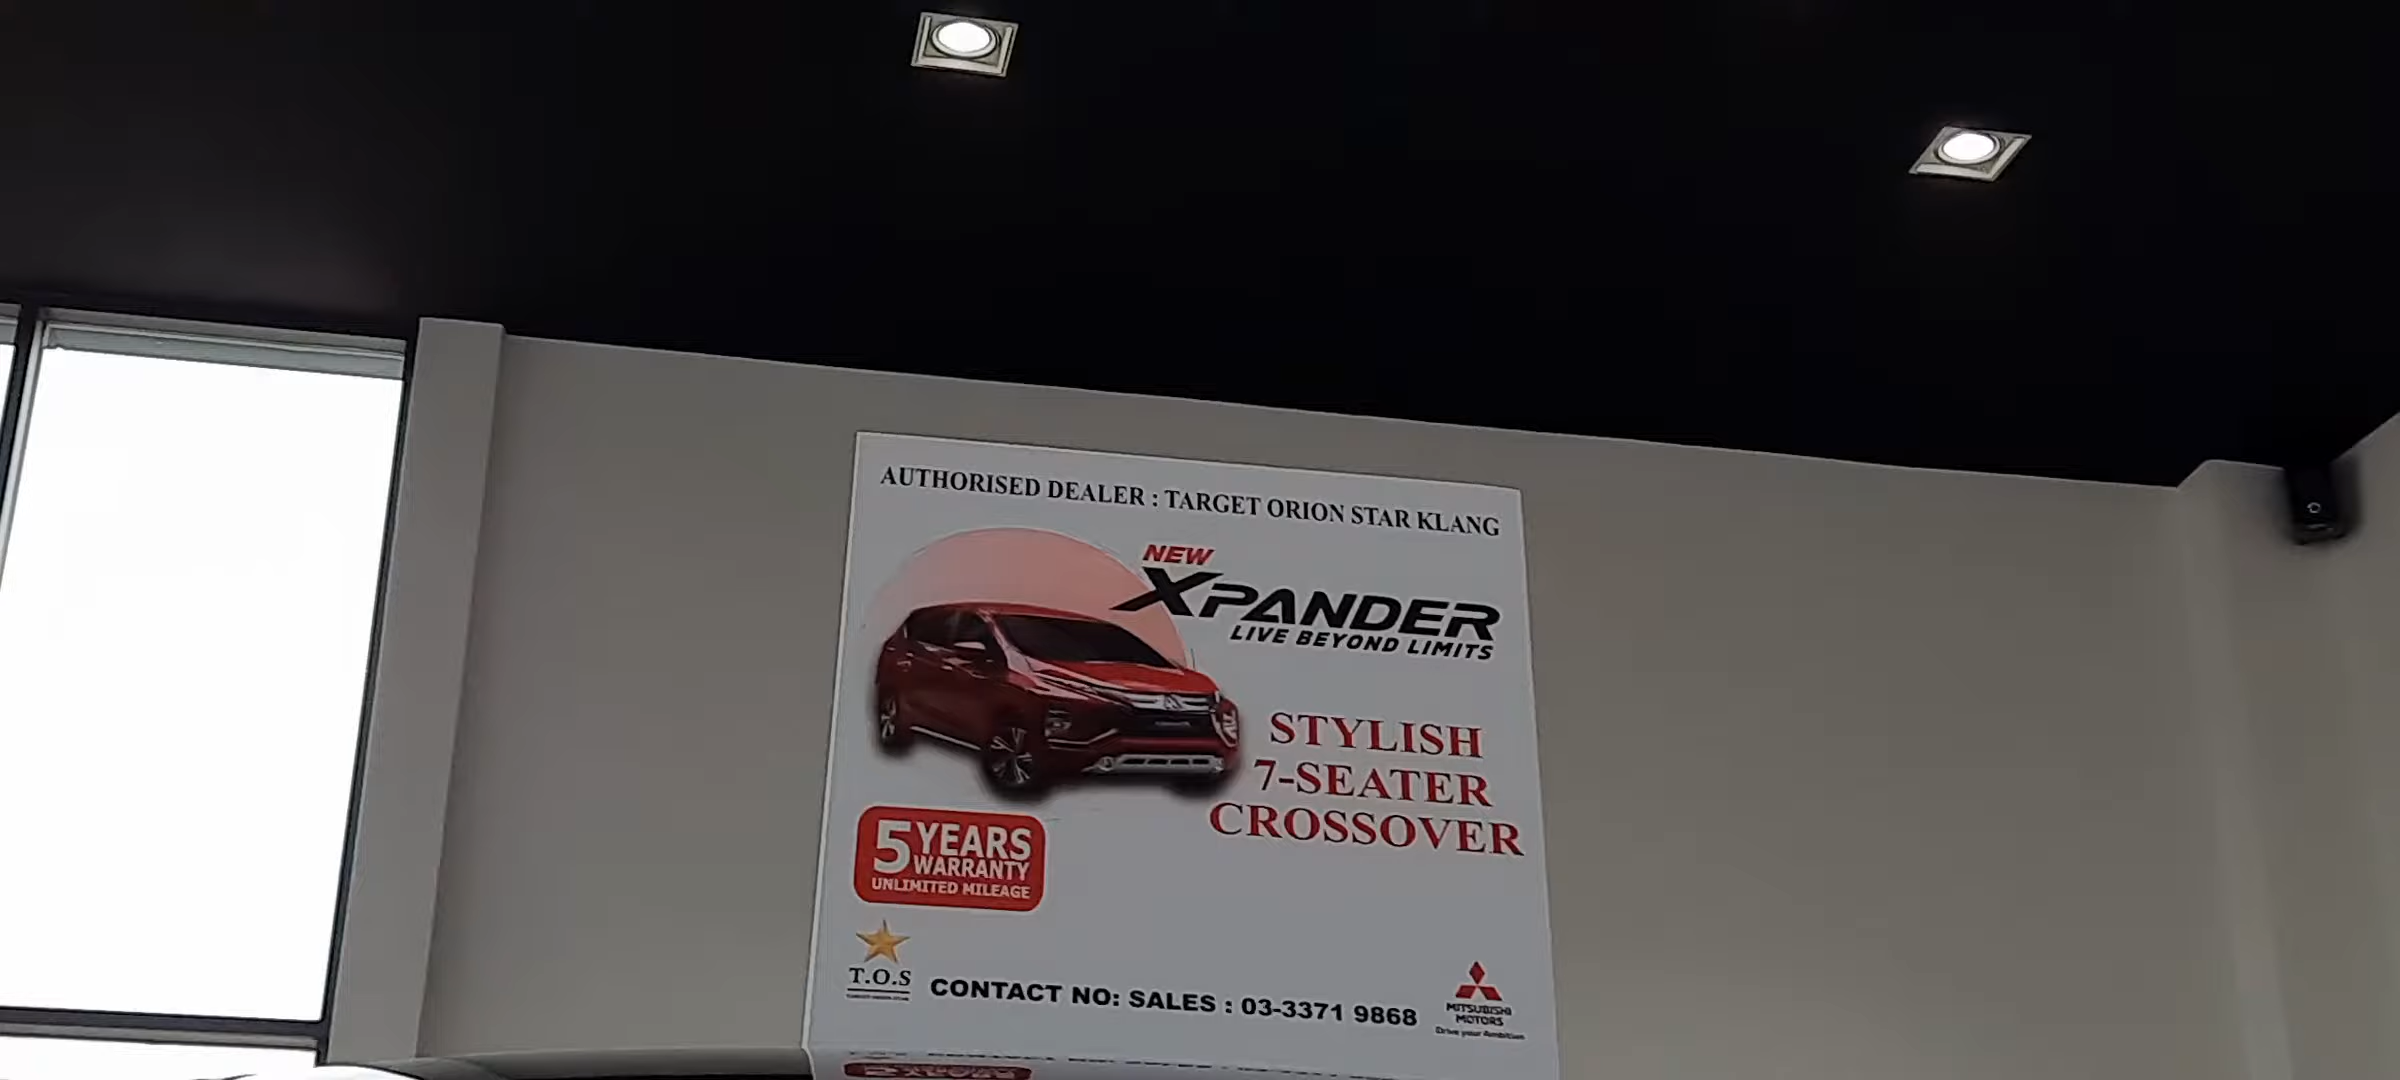 AUTHORISED DEALER : TARGET ORION STAR KLANG
NEW
XPANDER
LIVE BEYOND LIMITS
STYLISH
7-SEATER
CROSSOVER
5 YEARS
WARRANTY
UNLIMITED MILEAGE
T.O.S
CONTACT NO: SALES : 03-3371 9868
MITSUBISHI
MOTORS
Drive your Ambition